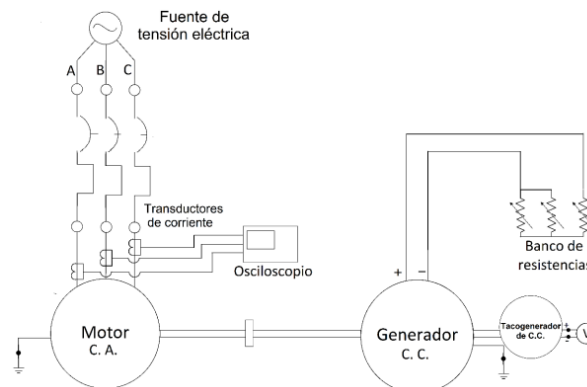 Fuente de
tensión eléctrica
A B C
Transductores
de corriente
Osciloscopio
Banco de
resistencias
+ −
Motor
C. A.
Generador
C. C.
Tacogenerador
de C.C.
+
−
V